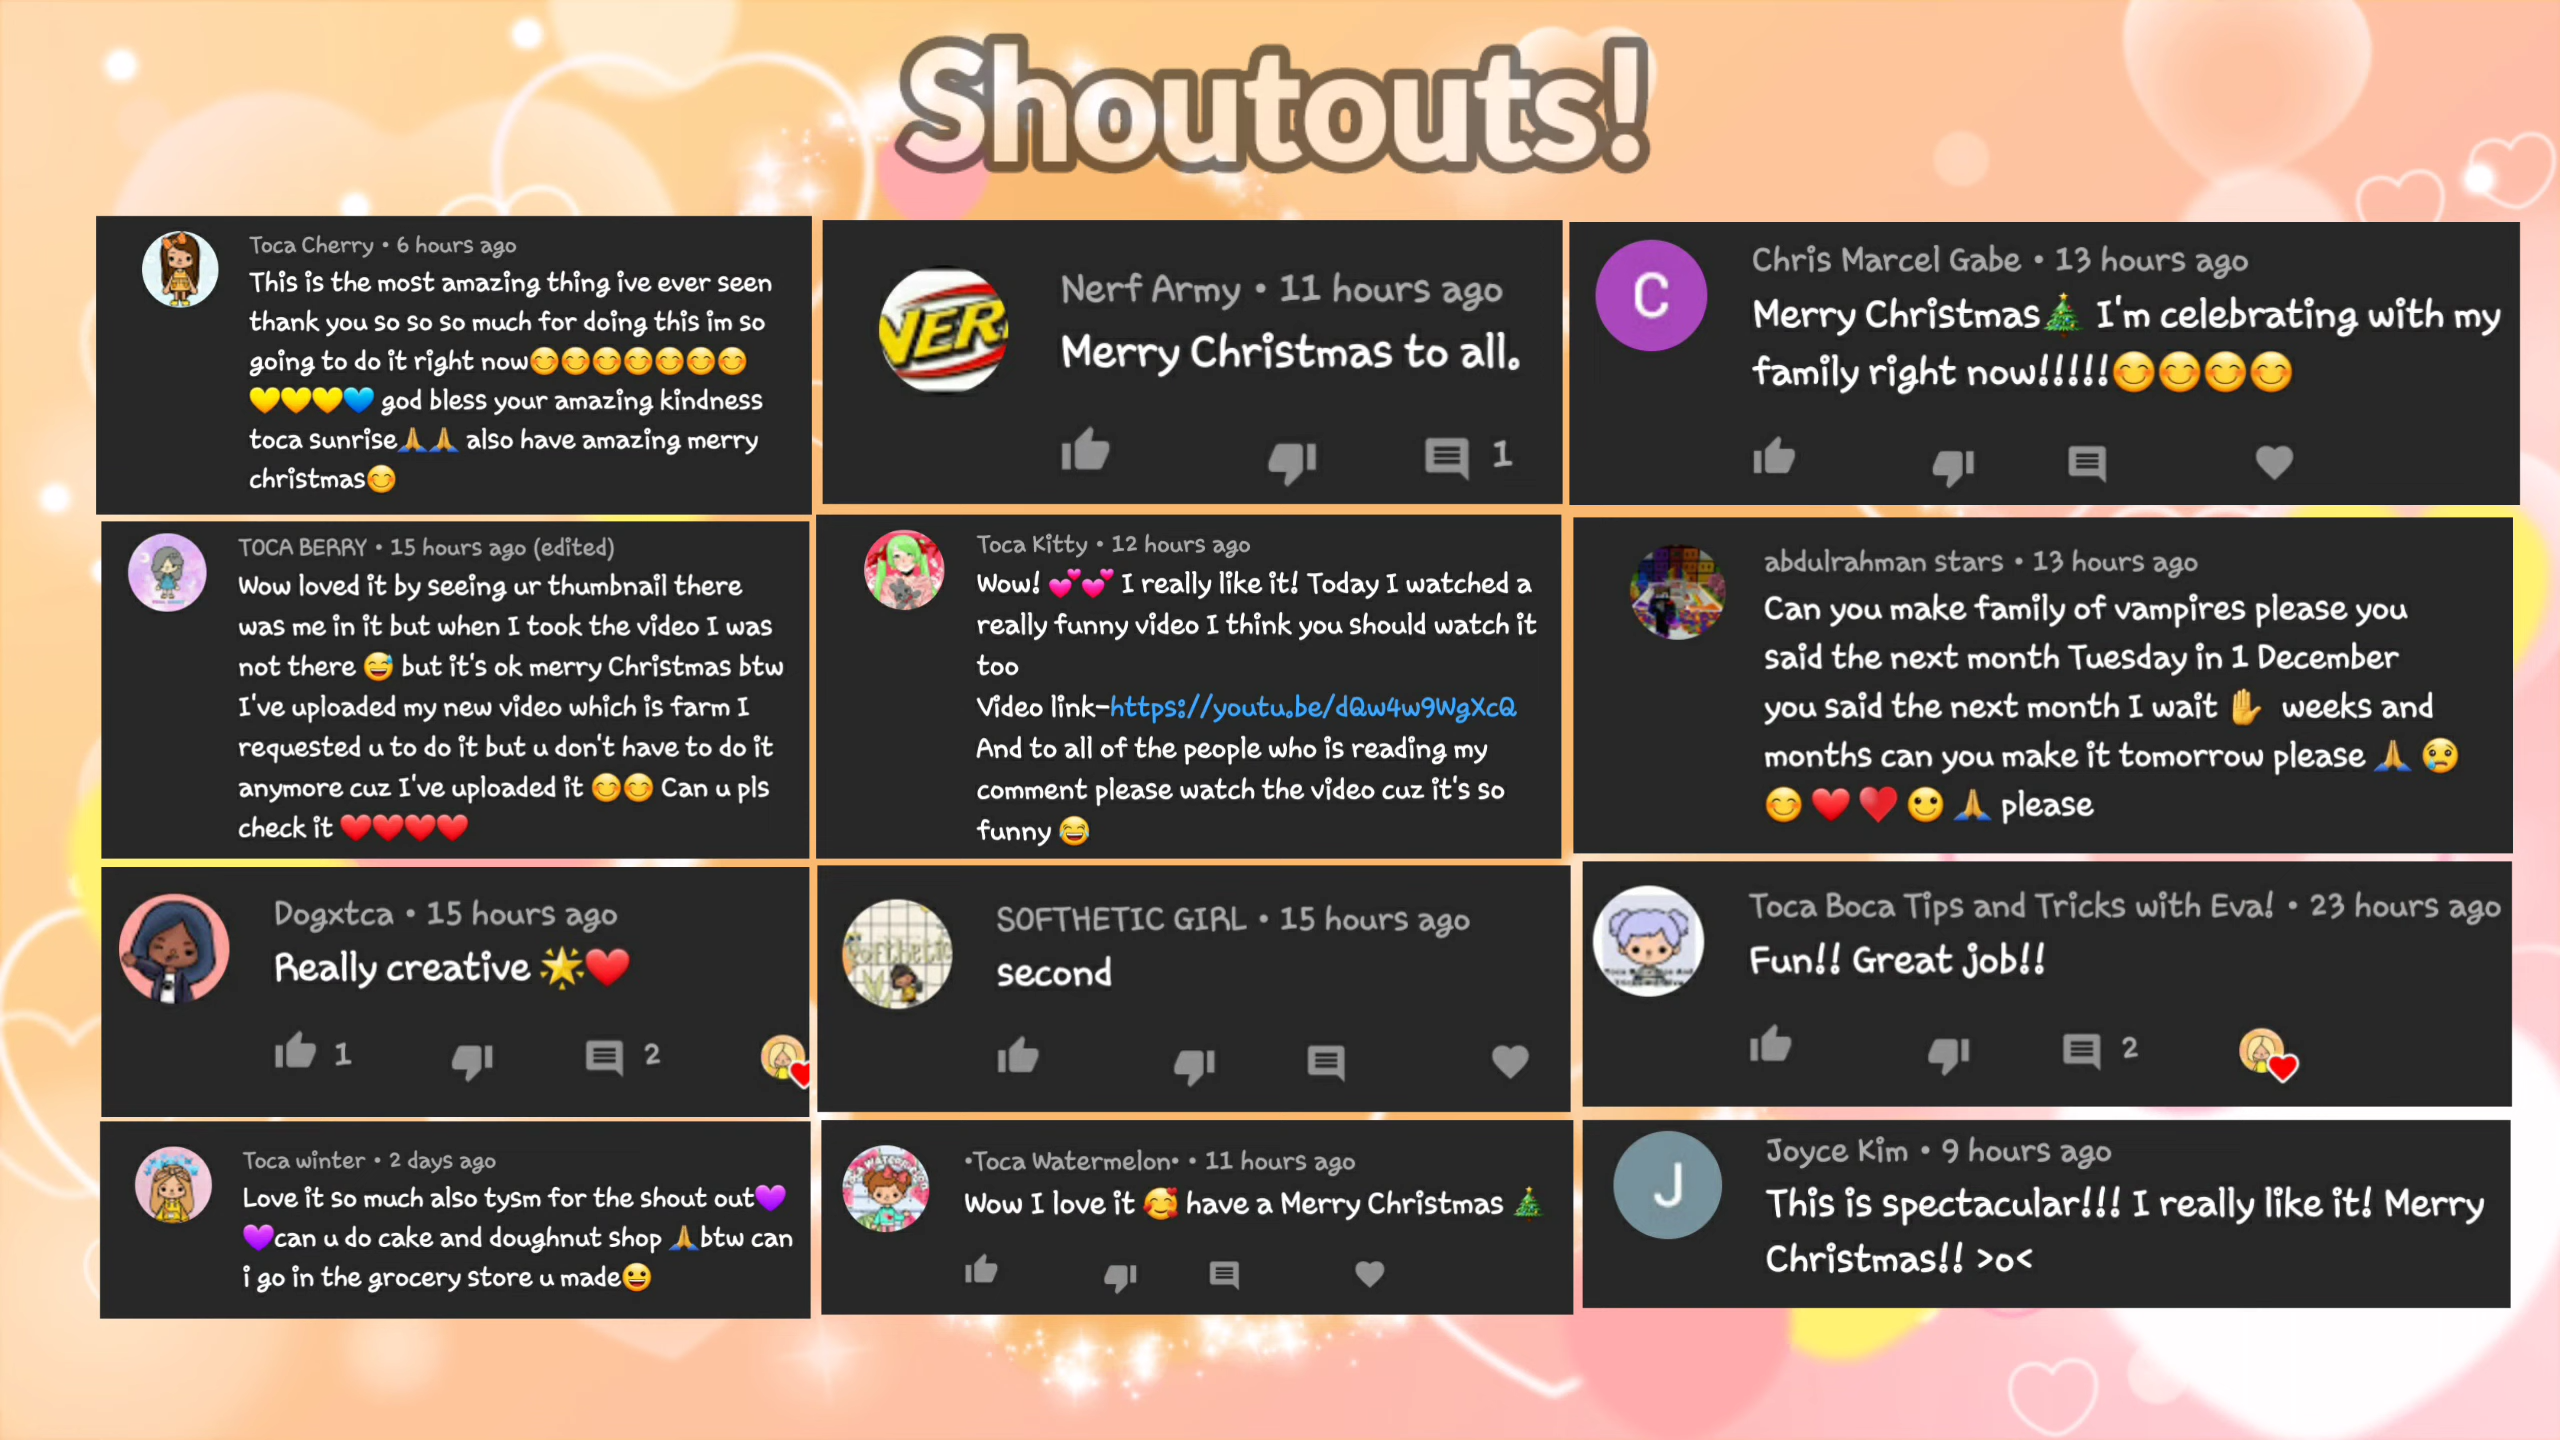 Shoutouts!
Toca Cherry • 6 hours ago
This is the most amazing thing ive ever seen
thank you so so so much for doing this im so
going to do it right now😊😊😊😊😊😊😊
💛💛💛💙 god bless your amazing kindness
toca sunrise🙏🙏 also have amazing merry
christmas😊
NER
Nerf Army • 11 hours ago
Merry Christmas to all.
1
C
Chris Marcel Gabe • 13 hours ago
Merry Christmas🎄 I'm celebrating with my
family right now!!!!!😊😊😊😊
TOCA BERRY • 15 hours ago (edited)
Wow loved it by seeing ur thumbnail there
was me in it but when I took the video I was
not there 😅 but it's ok merry Christmas btw
I've uploaded my new video which is farm I
requested u to do it but u don't have to do it
anymore cuz I've uploaded it 😊😊 Can u pls
check it ❤️❤️❤️❤️
Toca Kitty • 12 hours ago
Wow! 💕💕 I really like it! Today I watched a
really funny video I think you should watch it
too
Video link-https://youtu.be/dQw4w9WgXcQ
And to all of the people who is reading my
comment please watch the video cuz it's so
funny 😂
abdulrahman stars • 13 hours ago
Can you make family of vampires please you
said the next month Tuesday in 1 December
you said the next month I wait ✋ weeks and
months can you make it tomorrow please 🙏 😢
😊 ❤️ ♥️ 🙂 🙏 please
Dogxtca • 15 hours ago
Really creative 🌟❤️
1 2
SOFTHETIC GIRL • 15 hours ago
second
Toca Boca Tips and Tricks with Eva! • 23 hours ago
Fun!! Great job!!
2
Toca winter • 2 days ago
Love it so much also tysm for the shout out💜
💜can u do cake and doughnut shop 🙏btw can
i go in the grocery store u made😀
•Toca Watermelon• • 11 hours ago
Wow I love it 🥰 have a Merry Christmas 🎄
J
Joyce Kim • 9 hours ago
This is spectacular!!! I really like it! Merry
Christmas!! >o<